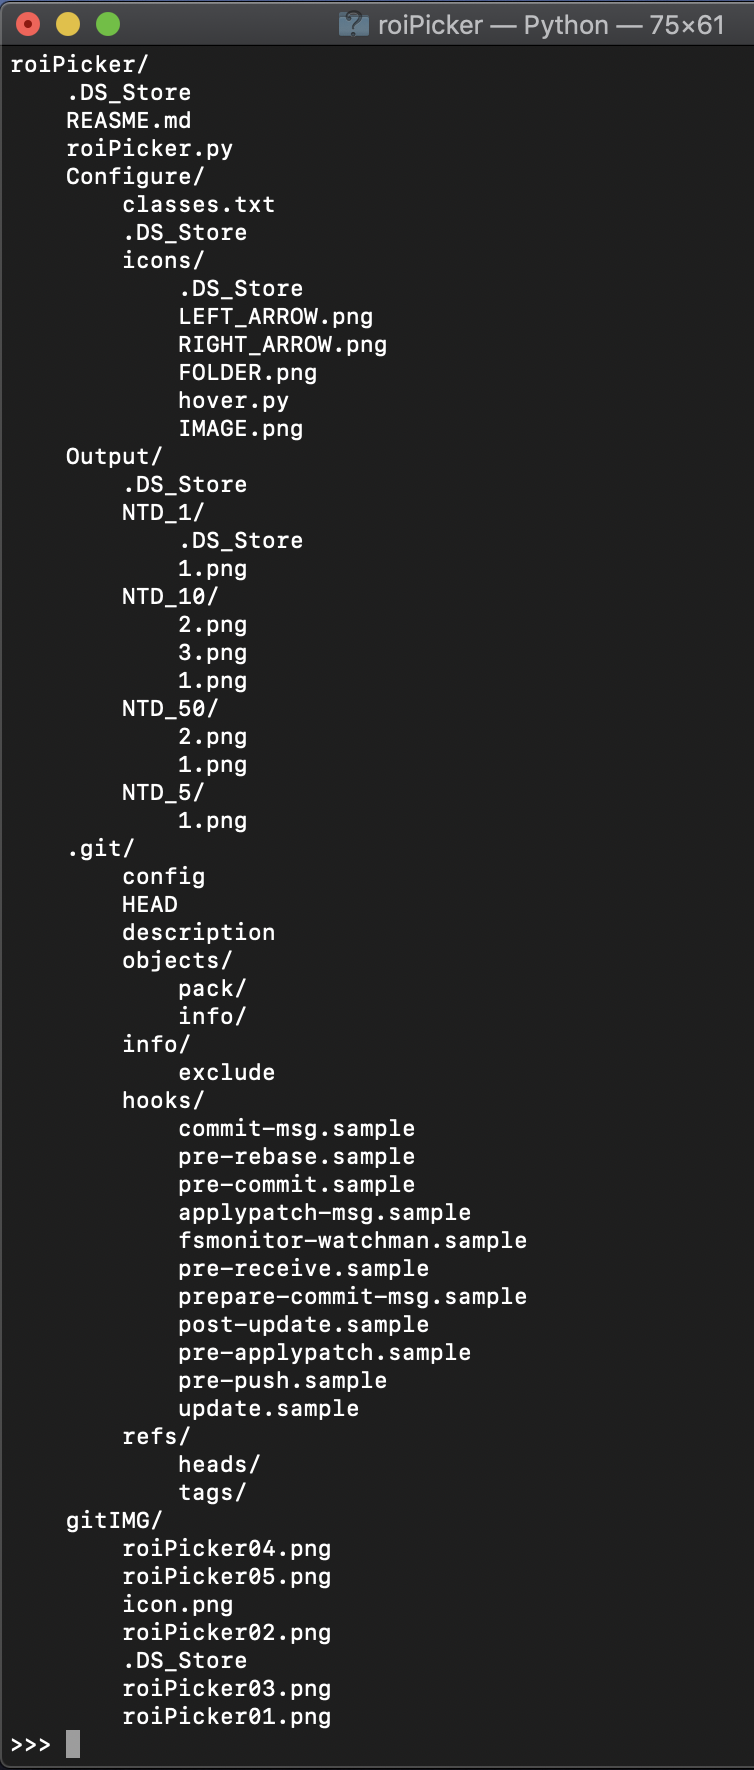 roiPicker — Python — 75×61
roiPicker/
.DS_Store
REASME.md
roiPicker.py
Configure/
classes.txt
.DS_Store
icons/
.DS_Store
LEFT_ARROW.png
RIGHT_ARROW.png
FOLDER.png
hover.py
IMAGE.png
Output/
.DS_Store
NTD_1/
.DS_Store
1.png
NTD_10/
2.png
3.png
1.png
NTD_50/
2.png
1.png
NTD_5/
1.png
.git/
config
HEAD
description
objects/
pack/
info/
info/
exclude
hooks/
commit-msg.sample
pre-rebase.sample
pre-commit.sample
applypatch-msg.sample
fsmonitor-watchman.sample
pre-receive.sample
prepare-commit-msg.sample
post-update.sample
pre-applypatch.sample
pre-push.sample
update.sample
refs/
heads/
tags/
gitIMG/
roiPicker04.png
roiPicker05.png
icon.png
roiPicker02.png
.DS_Store
roiPicker03.png
roiPicker01.png
>>>